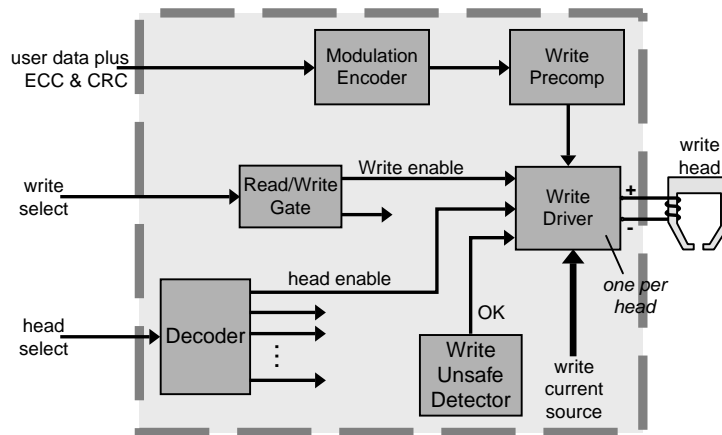 user data plus
ECC & CRC
Modulation
Encoder
Write
Precomp
write
head
write
select
Read/Write
Gate
Write enable
Write
Driver
+
-
head enable
one per
head
head
select
Decoder
OK
Write
Unsafe
Detector
write
current
source